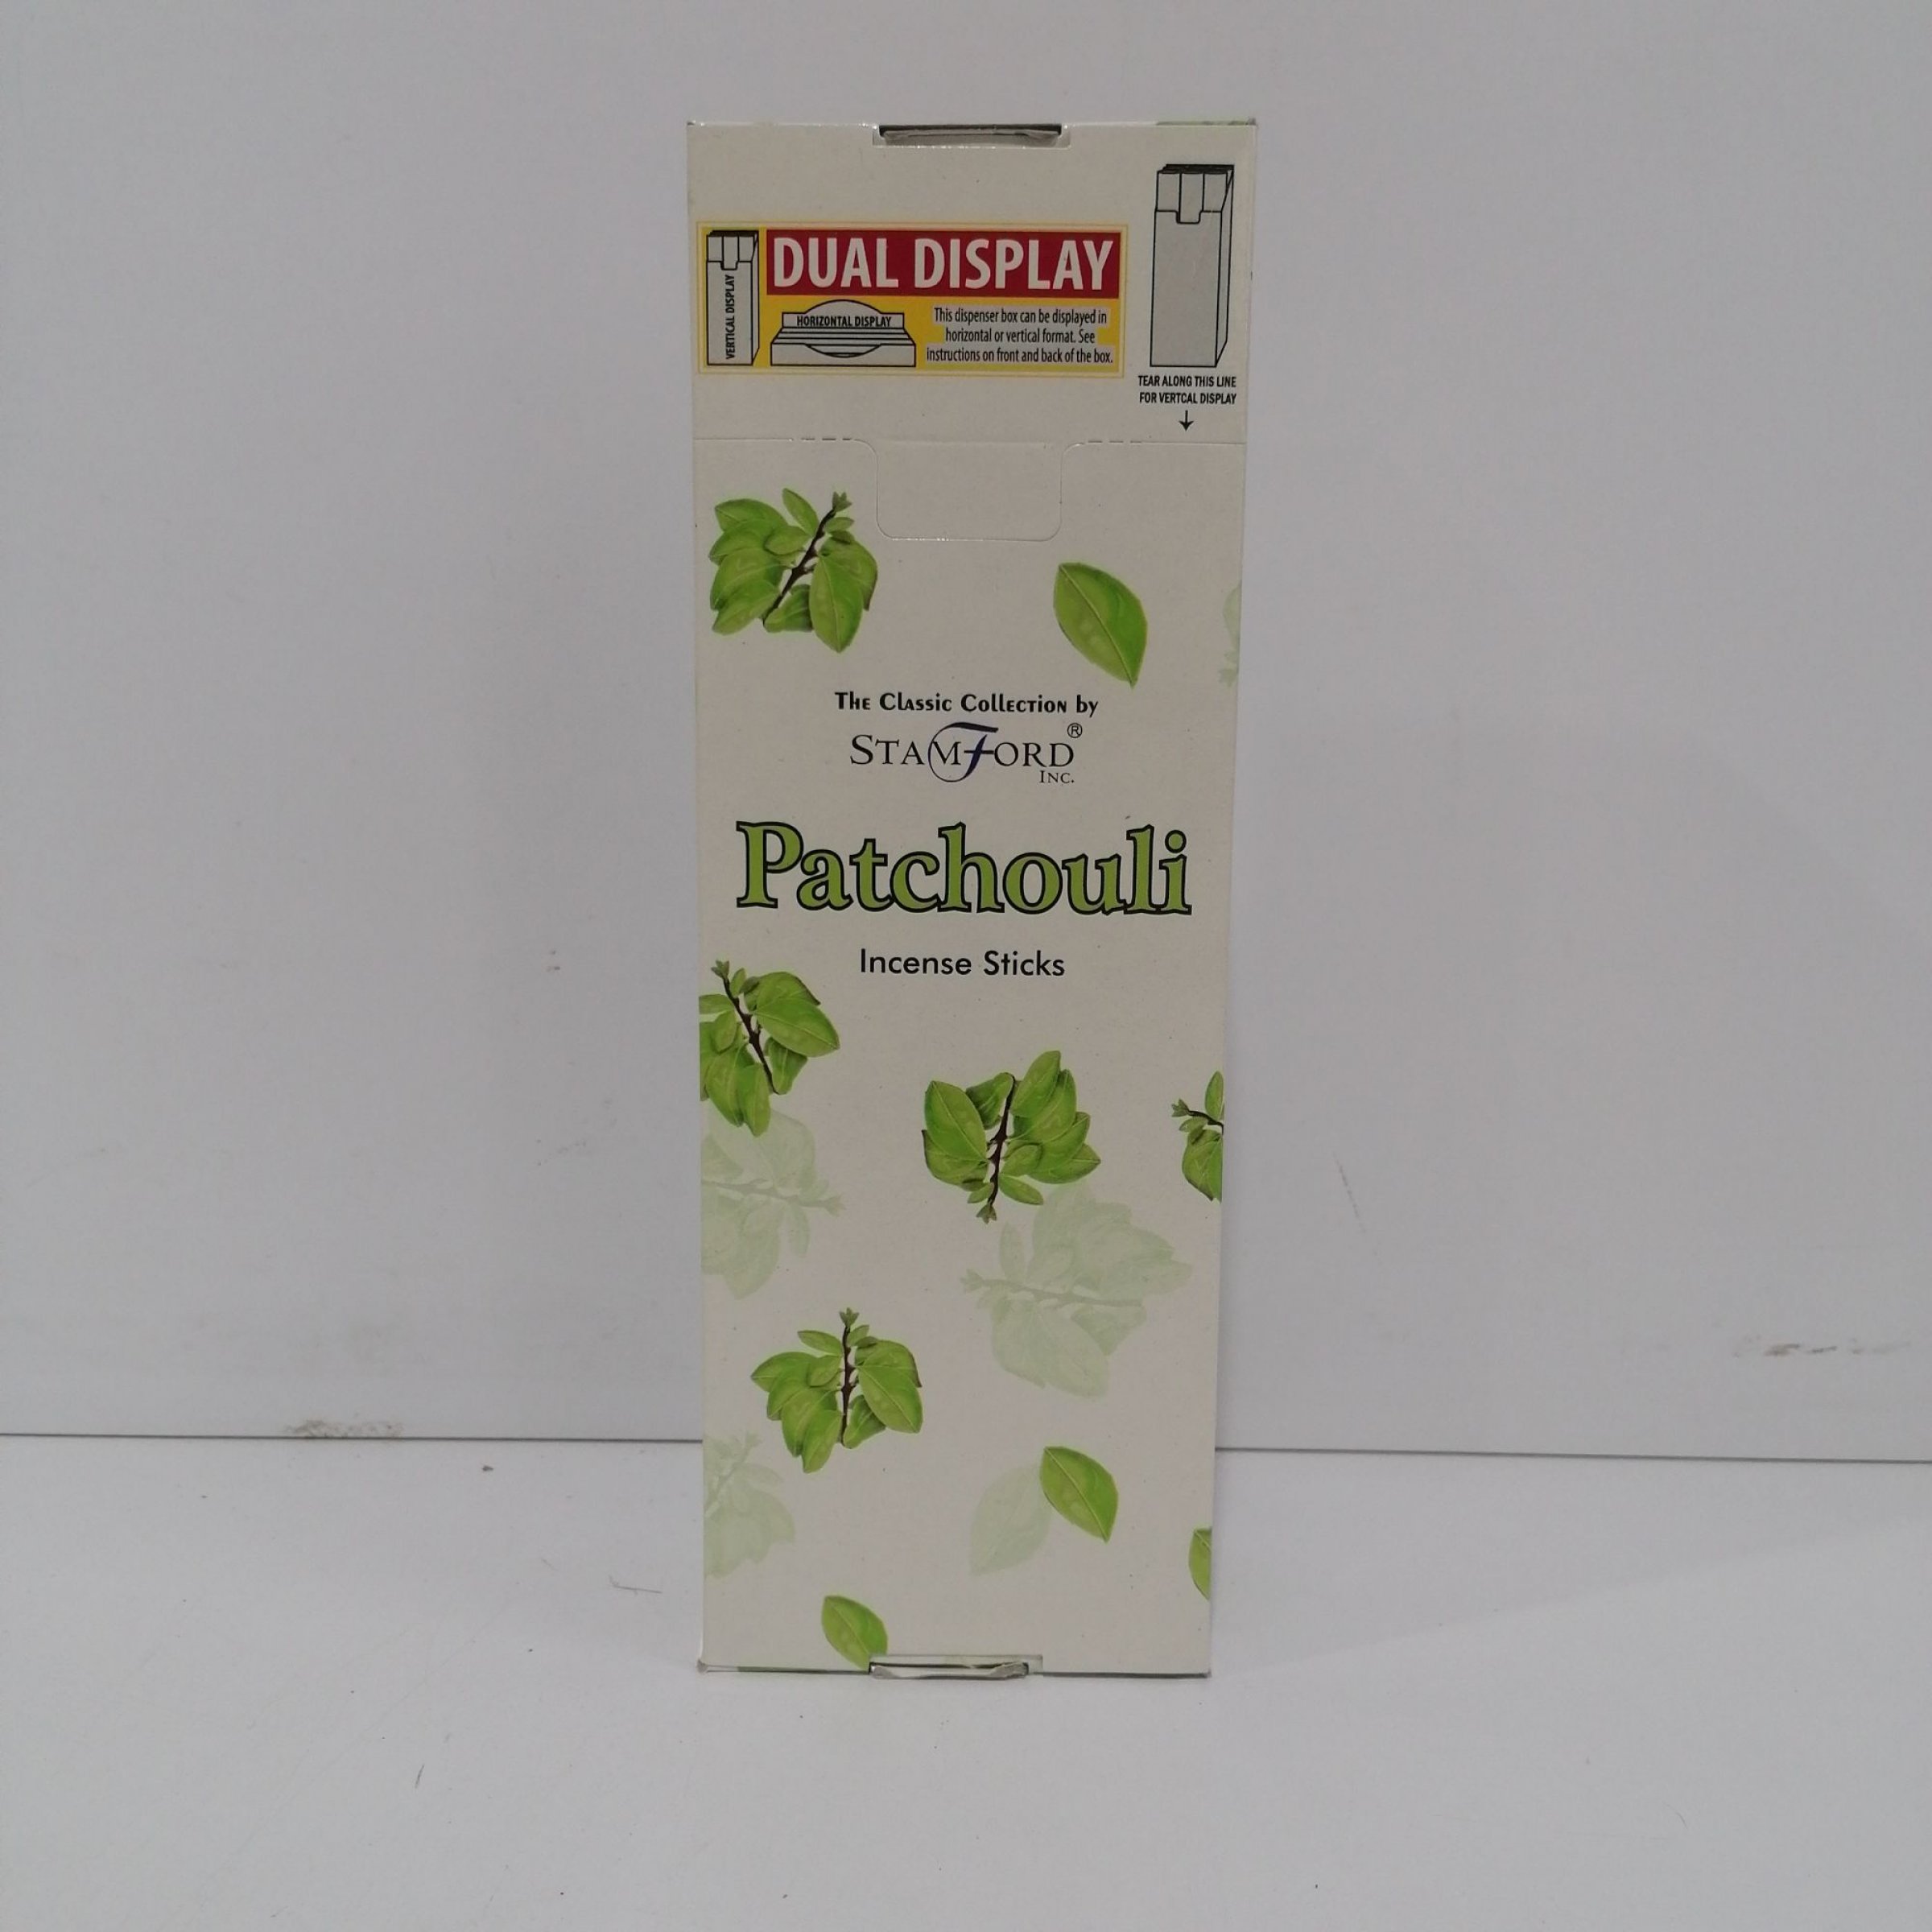 DUAL DISPLAY
VERTICAL DISPLAY
HORIZONTAL DISPLAY
This dispenser box can be displayed in
horizontal or vertical format. See
instructions on front and back of the box.
TEAR ALONG THIS LINE
FOR VERTCAL DISPLAY
The Classic Collection by
STAMFORD®
INC.
Patchouli
Incense Sticks